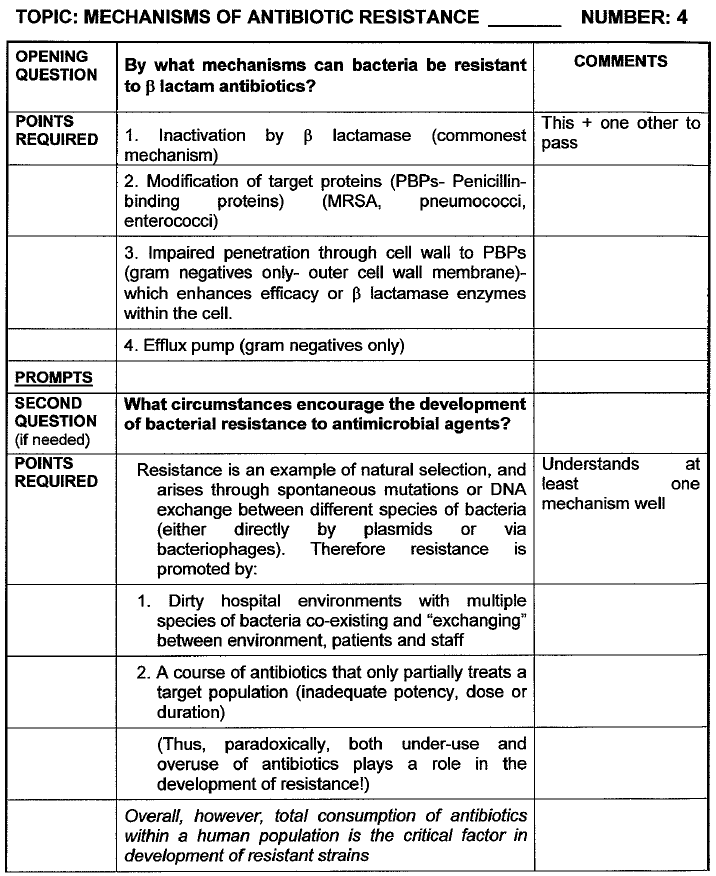 TOPIC: MECHANISMS OF ANTIBIOTIC RESISTANCE _______ NUMBER: 4
OPENING
QUESTION
By what mechanisms can bacteria be resistant
to β lactam antibiotics?
COMMENTS
POINTS
REQUIRED
1. Inactivation by β lactamase (commonest
mechanism)
This + one other to
pass
2. Modification of target proteins (PBPs- Penicillin-
binding proteins) (MRSA, pneumococci,
enterococci)
3. Impaired penetration through cell wall to PBPs
(gram negatives only- outer cell wall membrane)-
which enhances efficacy or β lactamase enzymes
within the cell.
4. Efflux pump (gram negatives only)
PROMPTS
SECOND
QUESTION
(if needed)
What circumstances encourage the development
of bacterial resistance to antimicrobial agents?
POINTS
REQUIRED
Resistance is an example of natural selection, and
arises through spontaneous mutations or DNA
exchange between different species of bacteria
(either directly by plasmids or via
bacteriophages). Therefore resistance is
promoted by:
Understands at
least one
mechanism well
1. Dirty hospital environments with multiple
species of bacteria co-existing and “exchanging”
between environment, patients and staff
2. A course of antibiotics that only partially treats a
target population (inadequate potency, dose or
duration)
(Thus, paradoxically, both under-use and
overuse of antibiotics plays a role in the
development of resistance!)
Overall, however, total consumption of antibiotics
within a human population is the critical factor in
development of resistant strains